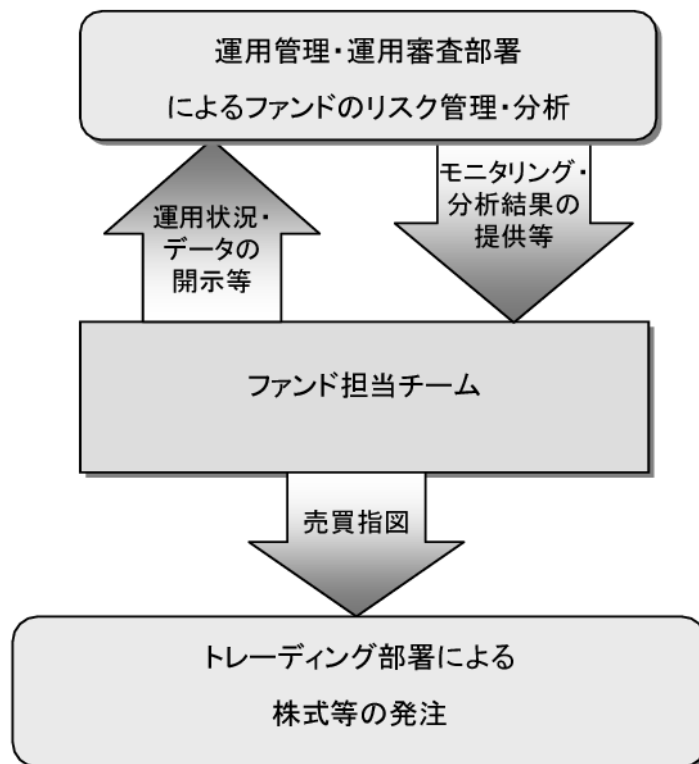 運用管理・運用審査部署
によるファンドのリスク管理・分析
運用状況・
データの
開示等
モニタリング・
分析結果の
提供等
ファンド担当チーム
売買指図
トレーディング部署による
株式等の発注